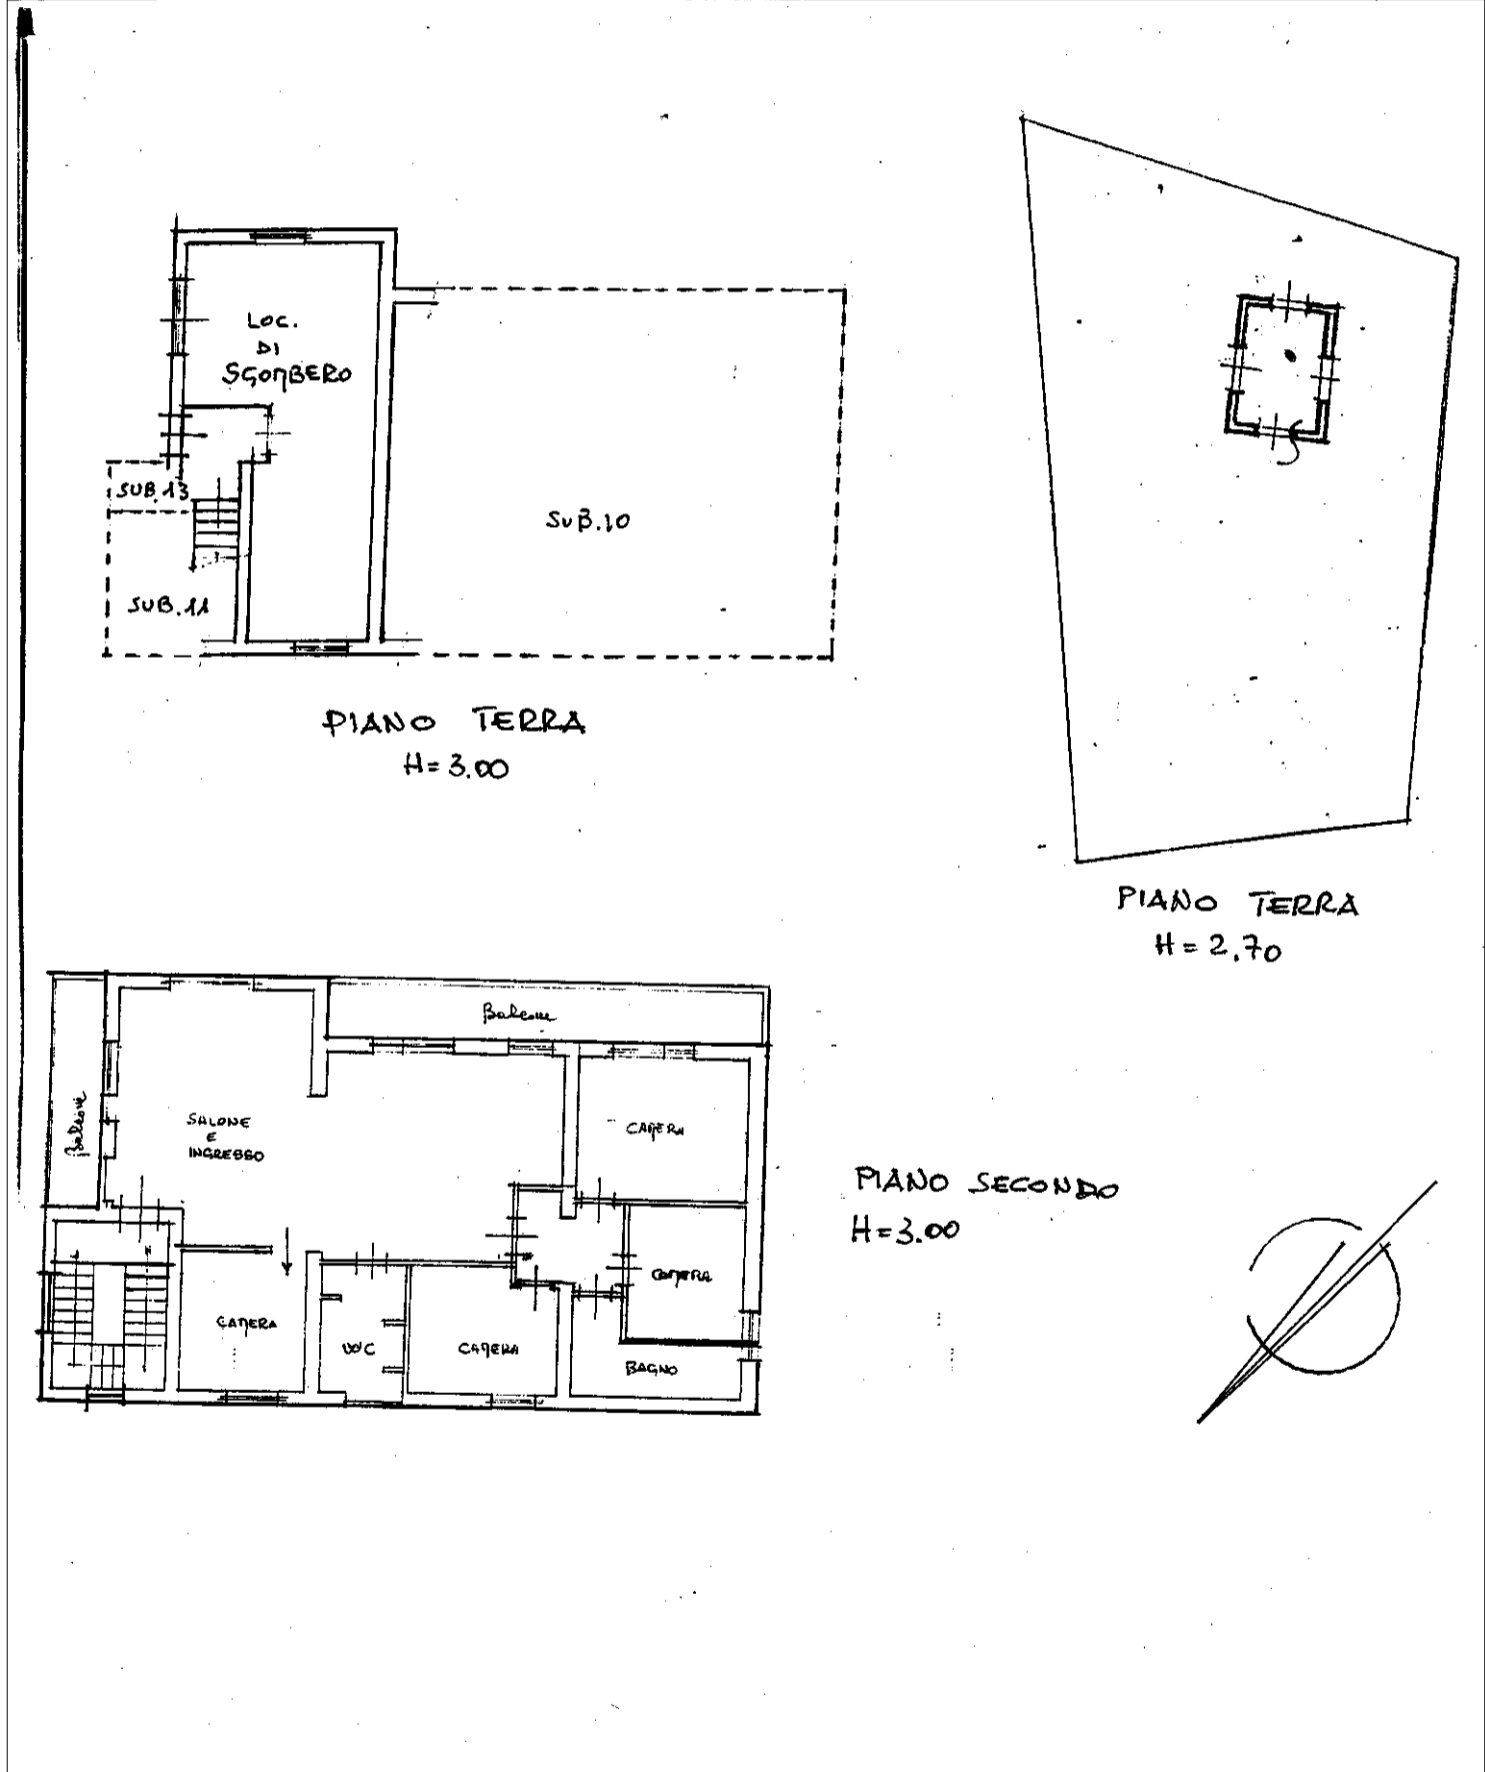 LOC.
DI
SGOMBERO
SUB.13
SUB.10
SUB.11
PIANO TERRA
H=3.00
PIANO TERRA
H=2.70
Balcone
Balcone
SALONE
E
INGRESSO
CAMERA
PIANO SECONDO
H=3.00
CAMERA
CAMERA
WC
CAMERA
BAGNO